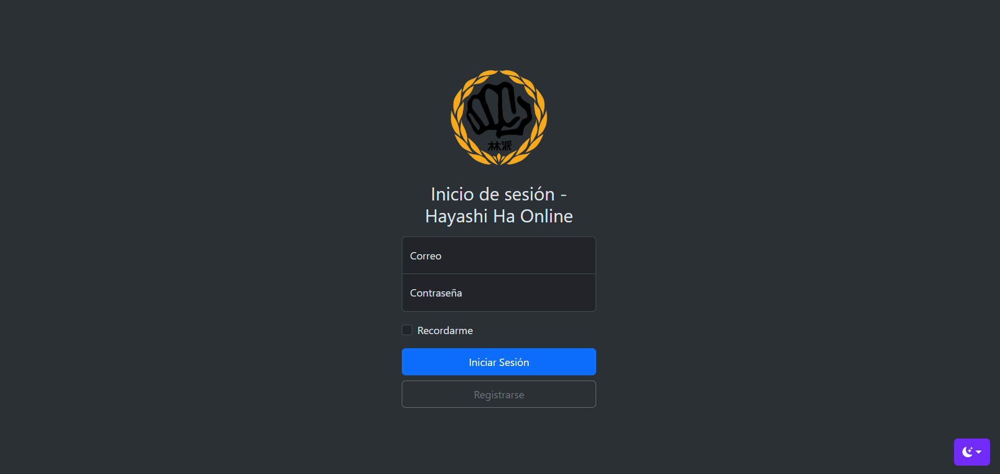 林派
Inicio de sesión -
Hayashi Ha Online
Correo
Contraseña
Recordarme
Iniciar Sesión
Registrarse